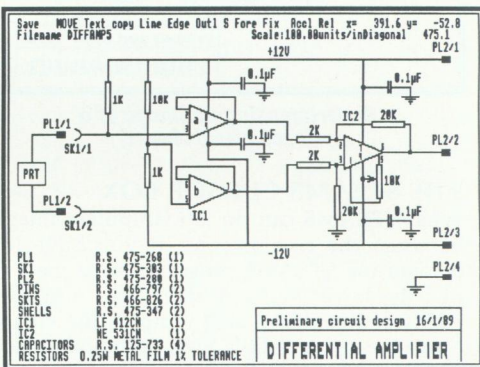 Save MOVE Text copy Line Edge Outl S Fore Fix Accl Rel x= 391.6 y= -52.8
Filename DIFFAMP5 Scale:100.00units/inDiagonal 475.1
+12V
PL2/1
0.1µF
1K
10K
IC2
20K
PL1/1
2
3
a
1
2K
SK1/1
0.1µF
PL2/2
PRT
2K
1K
10K
PL1/2
b
7
20K
SK1/2
IC1
0.1µF
-12V
PL2/3
PL2/4
PL1 R.S. 475-268 (1)
SK1 R.S. 475-303 (1)
PL2 R.S. 475-280 (1)
PINS R.S. 466-797 (2)
SKTS R.S. 466-826 (2)
SHELLS R.S. 475-347 (2)
IC1 LF 412CN (1)
IC2 NE 531CN (1)
CAPACITORS R.S. 125-733 (4)
RESISTORS 0.25W METAL FILM 1% TOLERANCE
Preliminary circuit design 16/1/89
DIFFERENTIAL AMPLIFIER